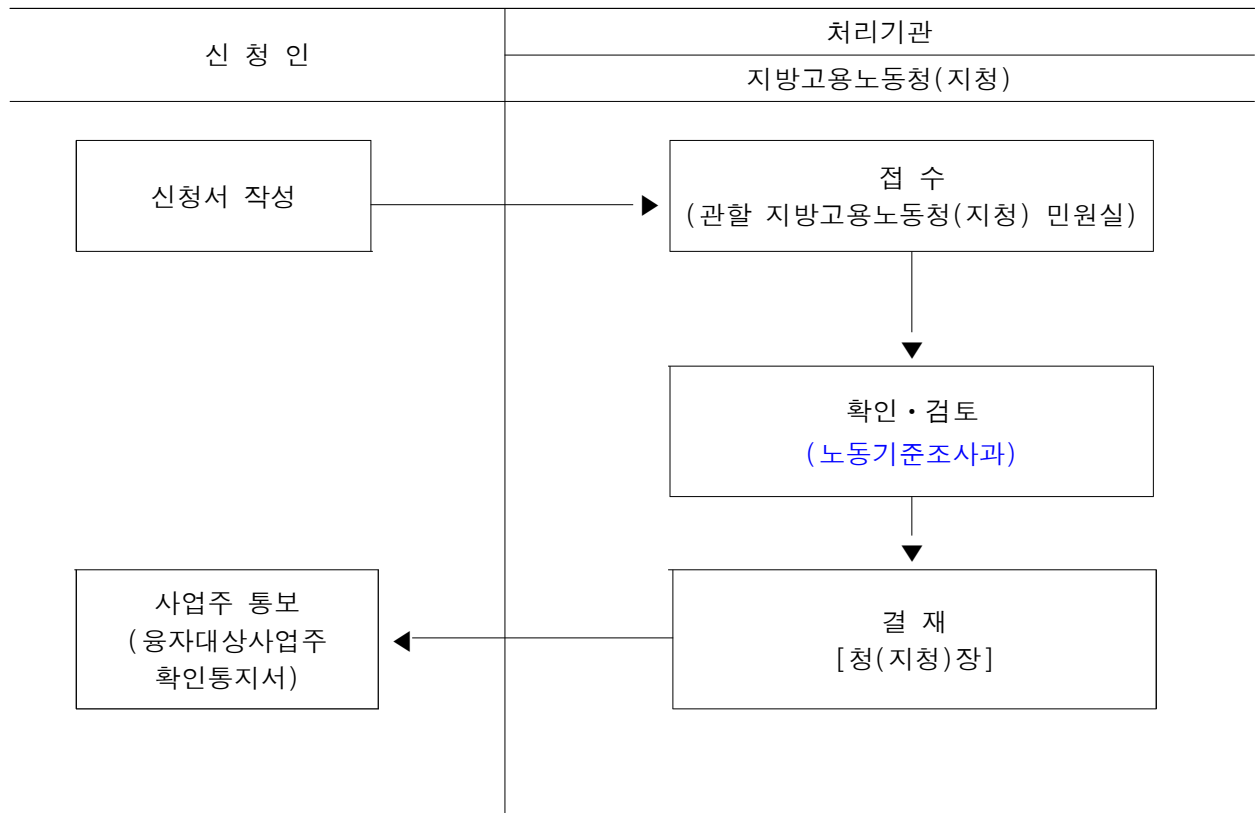 신 청 인
처리기관
지방고용노동청(지청)
신청서 작성
접 수
(관할 지방고용노동청(지청) 민원실)
확인・검토
(노동기준조사과)
결 재
[청(지청)장]
사업주 통보
(융자대상사업주
확인통지서)